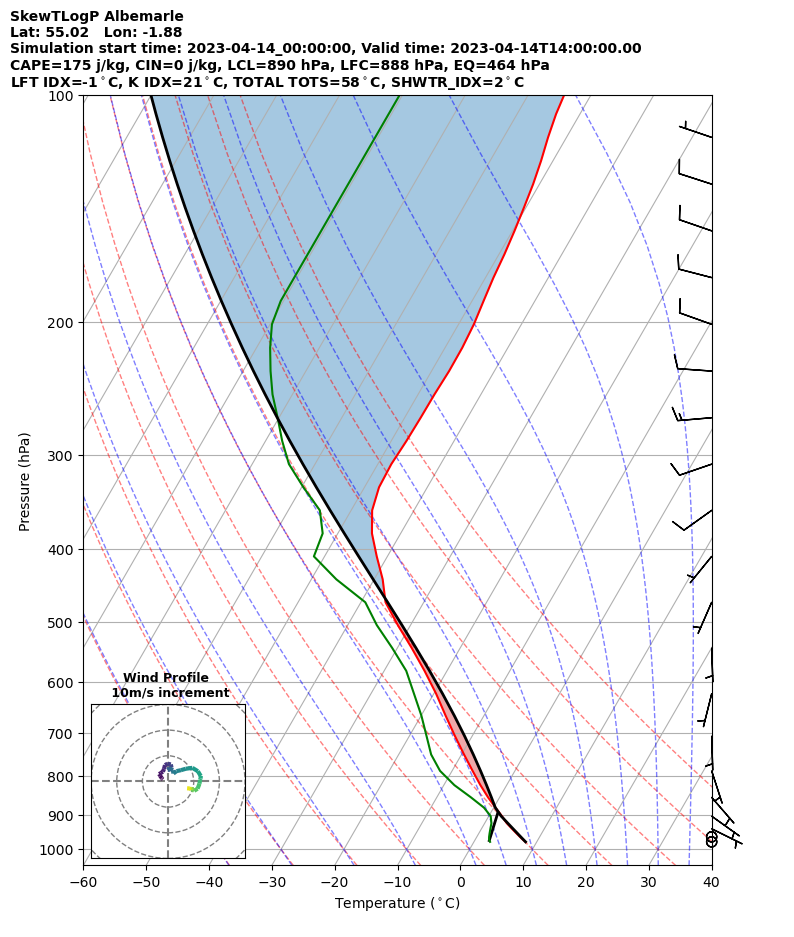 SkewTLogP Albemarle
Lat: 55.02   Lon: -1.88
Simulation start time: 2023-04-14_00:00:00, Valid time: 2023-04-14T14:00:00.00
CAPE=175 j/kg, CIN=0 j/kg, LCL=890 hPa, LFC=888 hPa, EQ=464 hPa
LFT IDX=-1°C, K IDX=21°C, TOTAL TOTS=58°C, SHWTR_IDX=2°C
100
200
300
400
500
600
700
800
900
1000
Pressure (hPa)
Wind Profile
10m/s increment
−60 −50 −40 −30 −20 −10 0 10 20 30 40
Temperature (°C)